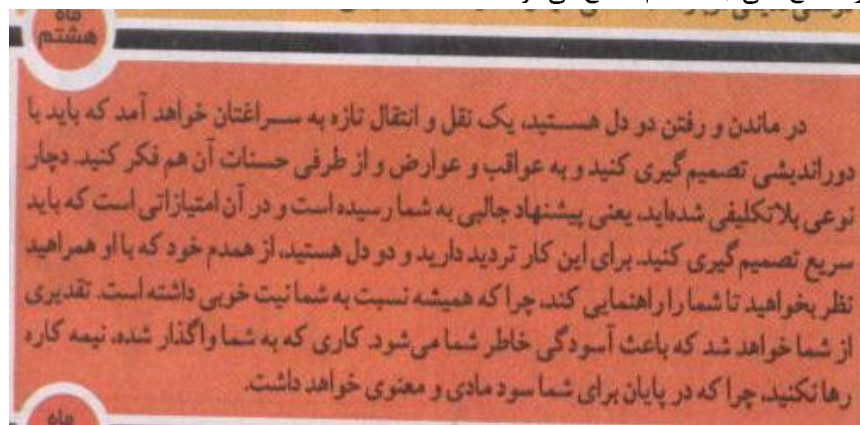 ماه
هشتم
در ماندن و رفتن دو دل هستید، یک نقل و انتقال تازه به سراغتان خواهد آمد که باید با
دوراندیشی تصمیم گیری کنید و به عواقب و عوارض و از طرفی حسنات آن هم فکر کنید. دچار
نوعی بلاتکلیفی شده‌اید، یعنی پیشنهاد جالبی به شما رسیده است و در آن امتیازاتی است که باید
سریع تصمیم گیری کنید. برای این کار تردید دارید و دو دل هستید، از همدم خود که با او همراهید
نظر بخواهید تا شما را راهنمایی کند، چرا که همیشه نسبت به شما نیت خوبی داشته است. تقدیری
از شما خواهد شد که باعث آسودگی خاطر شما می‌شود. کاری که به شما واگذار شده، نیمه کاره
رها نکنید، چرا که در پایان برای شما سود مادی و معنوی خواهد داشت.
ماه